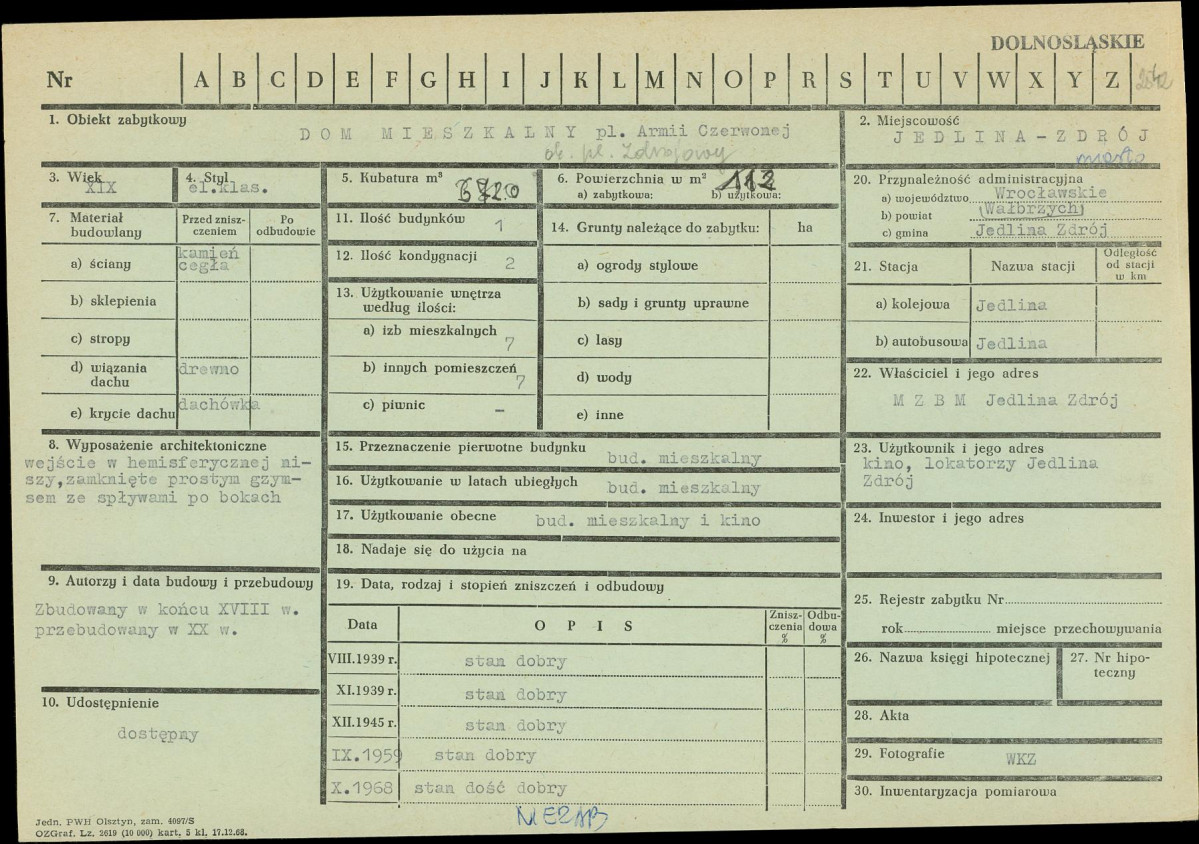 DOLNOSLĄSKIE
Nr A B C D E F G H I J K L M N O P R S T U V W X Y Z
1. Obiekt zabytkowy
DOM MIESZKALNY pl. Armii Czerwonej
ob. pl. Zdrojowy
2. Miejscowość
JEDLINA-ZDRÓJ
miasto
3. Wiek
XIX
4. Styl
el.klas.
5. Kubatura m³
6720
6. Powierzchnia w m² 112
a) zabytkowa: b) użytkowa:
7. Materiał budowlany
Przed zniszczeniem
Po odbudowie
a) ściany
kamień
cegła
b) sklepienia
c) stropy
d) wiązania dachu
drewno
e) krycie dachu
dachówka
8. Wyposażenie architektoniczne
wejście w hemisferycznej ni-
szy,zamknięte prostym gzym-
sem ze spływami po bokach
9. Autorzy i data budowy i przebudowy
Zbudowany w końcu XVIII w.
przebudowany w XX w.
10. Udostępnienie
dostępny
11. Ilość budynków 1
12. Ilość kondygnacji 2
13. Użytkowanie wnętrza
według ilości:
a) izb mieszkalnych 7
b) innych pomieszczeń 7
c) piwnic –
14. Grunty należące do zabytku: ha
a) ogrody stylowe
b) sady i grunty uprawne
c) lasy
d) wody
e) inne
15. Przeznaczenie pierwotne budynku bud. mieszkalny
16. Użytkowanie w latach ubiegłych bud. mieszkalny
17. Użytkowanie obecne bud. mieszkalny i kino
18. Nadaje się do użycia na
19. Data, rodzaj i stopień zniszczeń i odbudowy
Data OPIS Zniszczenia % Odbudowa %
VIII.1939 r. stan dobry
XI.1939 r. stan dobry
XII.1945 r. stan dobry
IX.1959 stan dobry
X.1968 stan dość dobry
20. Przynależność administracyjna
a) województwo Wrocławskie
b) powiat (Wałbrzych)
c) gmina Jedlina Zdrój
21. Stacja Nazwa stacji Odległość od stacji w km
a) kolejowa Jedlina
b) autobusowa Jedlina
22. Właściciel i jego adres
M Z B M Jedlina Zdrój
23. Użytkownik i jego adres
kino, lokatorzy Jedlina
Zdrój
24. Inwestor i jego adres
25. Rejestr zabytku Nr
rok miejsce przechowywania
26. Nazwa księgi hipotecznej
27. Nr hipo-
teczny
28. Akta
29. Fotografie WKZ
30. Inwentaryzacja pomiarowa
Jedn. PWH Olsztyn, zam. 4097/S
OZGraf. Lz. 2619 (10 000) kart. 5 kl, 17.12.68.